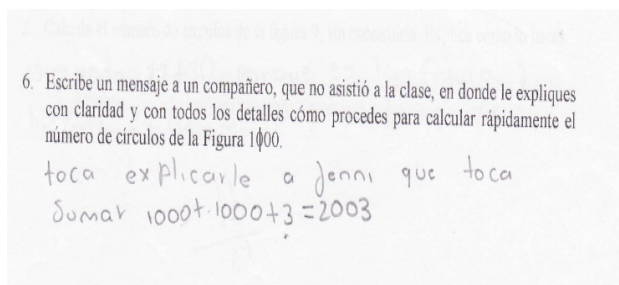 6. Escribe un mensaje a un compañero, que no asistió a la clase, en donde le expliques
con claridad y con todos los detalles cómo procedes para calcular rápidamente el
número de círculos de la Figura 1000.
toca explicarle a Jenni que toca
Sumar 1000+1000+3=2003